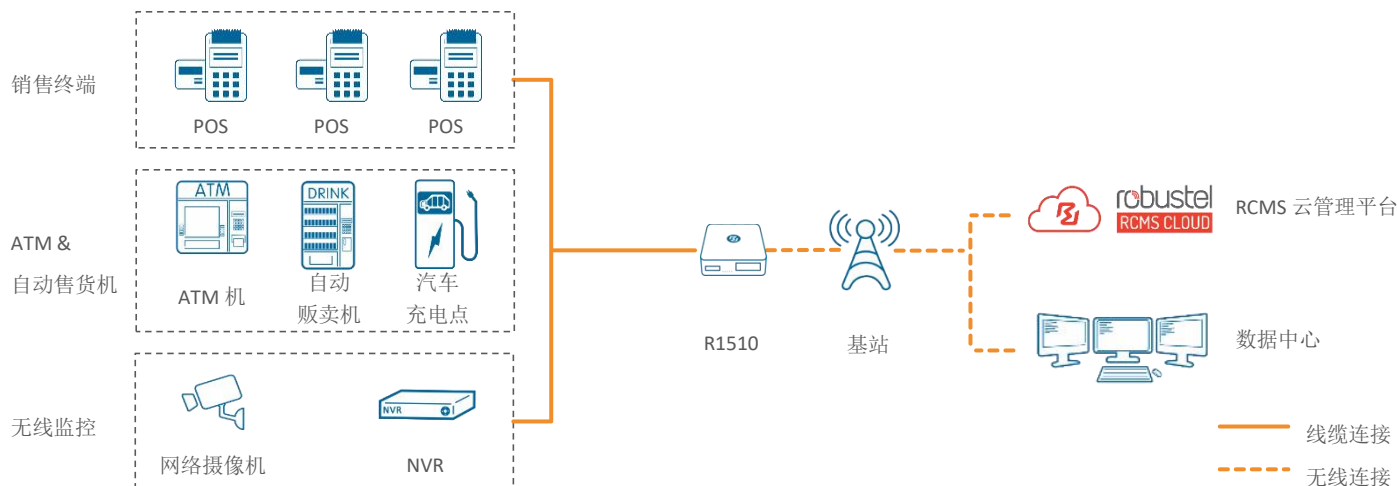 销售终端
POS
POS
POS
ATM &
自动售货机
ATM
DRINK
ATM 机
自动
贩卖机
汽车
充电点
无线监控
NVR
网络摄像机
NVR
R1510
基站
robustel
RCMS CLOUD
RCMS 云管理平台
数据中心
线缆连接
无线连接